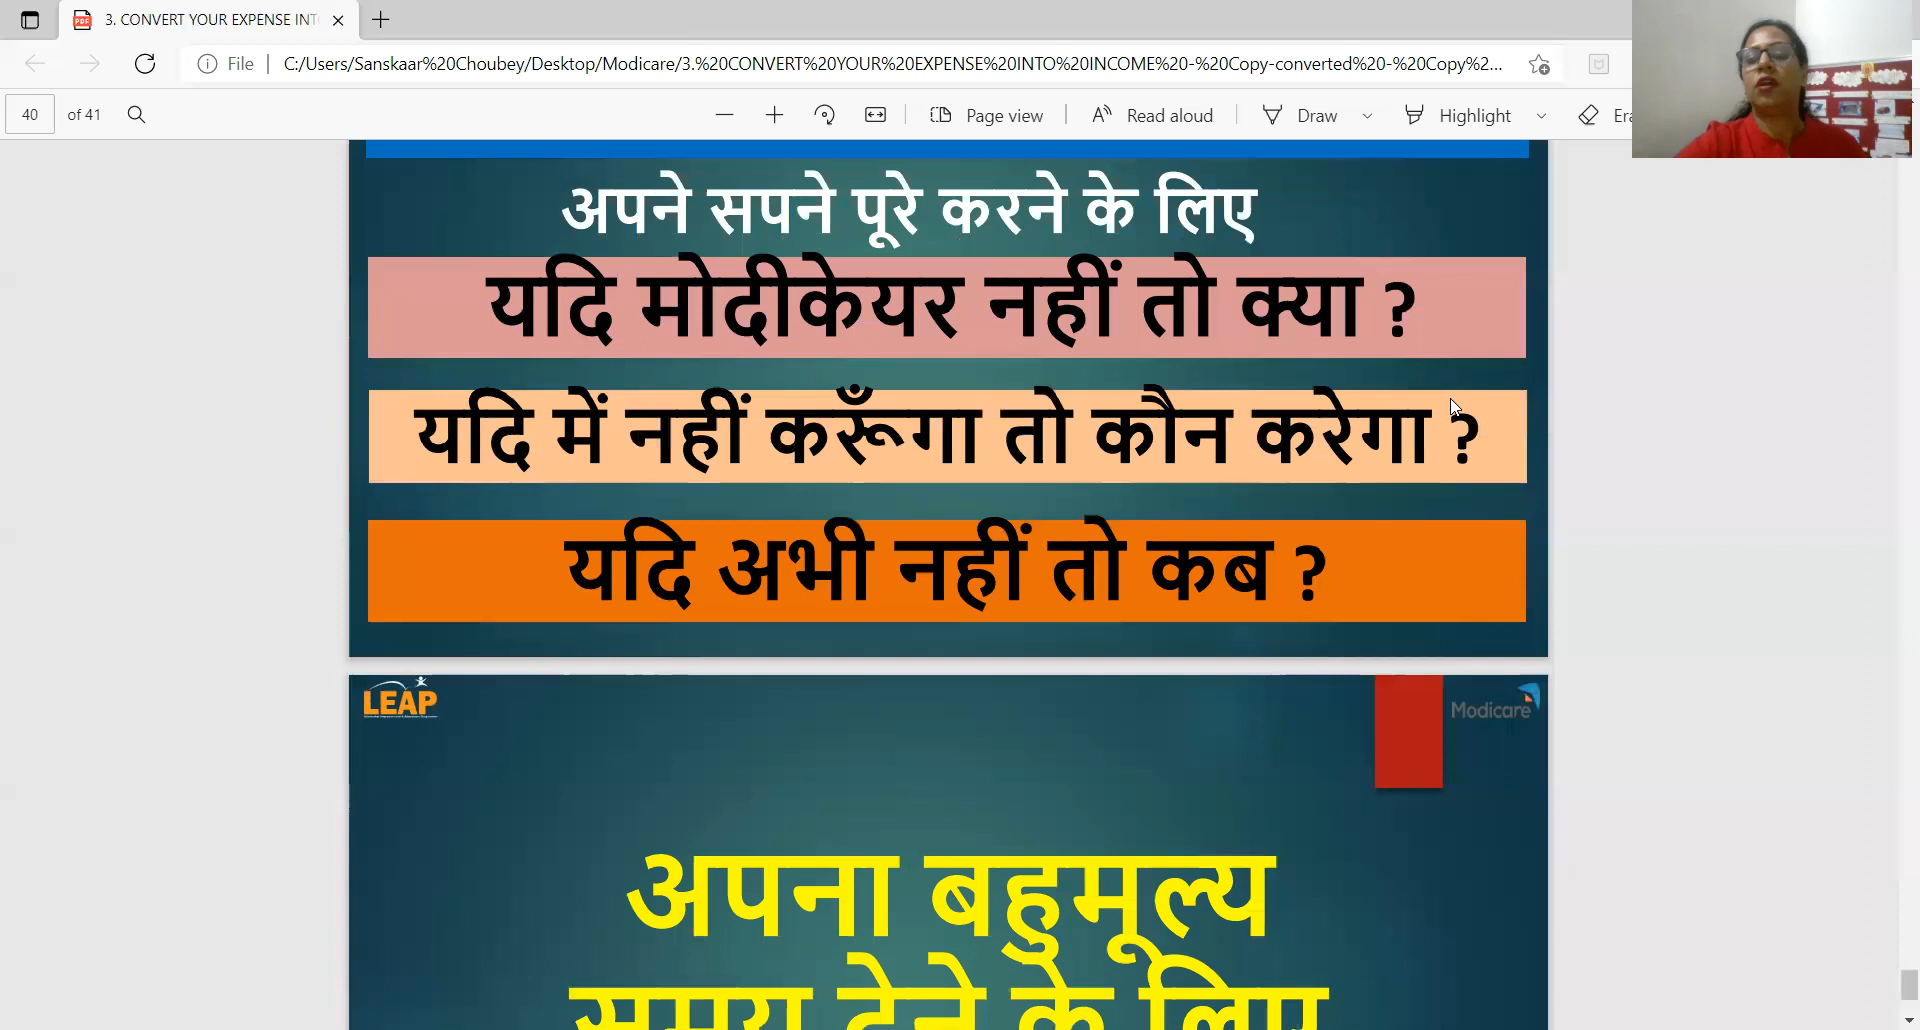 3. CONVERT YOUR EXPENSE INT
File
C:/Users/Sanskaar%20Choubey/Desktop/Modicare/3.%20CONVERT%20YOUR%20EXPENSE%20INTO%20INCOME%20-%20Copy-converted%20-%20Copy%2...
40 of 41
Page view
Read aloud
Draw
Highlight
Era
अपने सपने पूरे करने के लिए
यदि मोदीकेयर नहीं तो क्या ?
यदि में नहीं करूँगा तो कौन करेगा ?
यदि अभी नहीं तो कब ?
LEAP
Modicare
अपना बहुमूल्य
समय देने के लिए